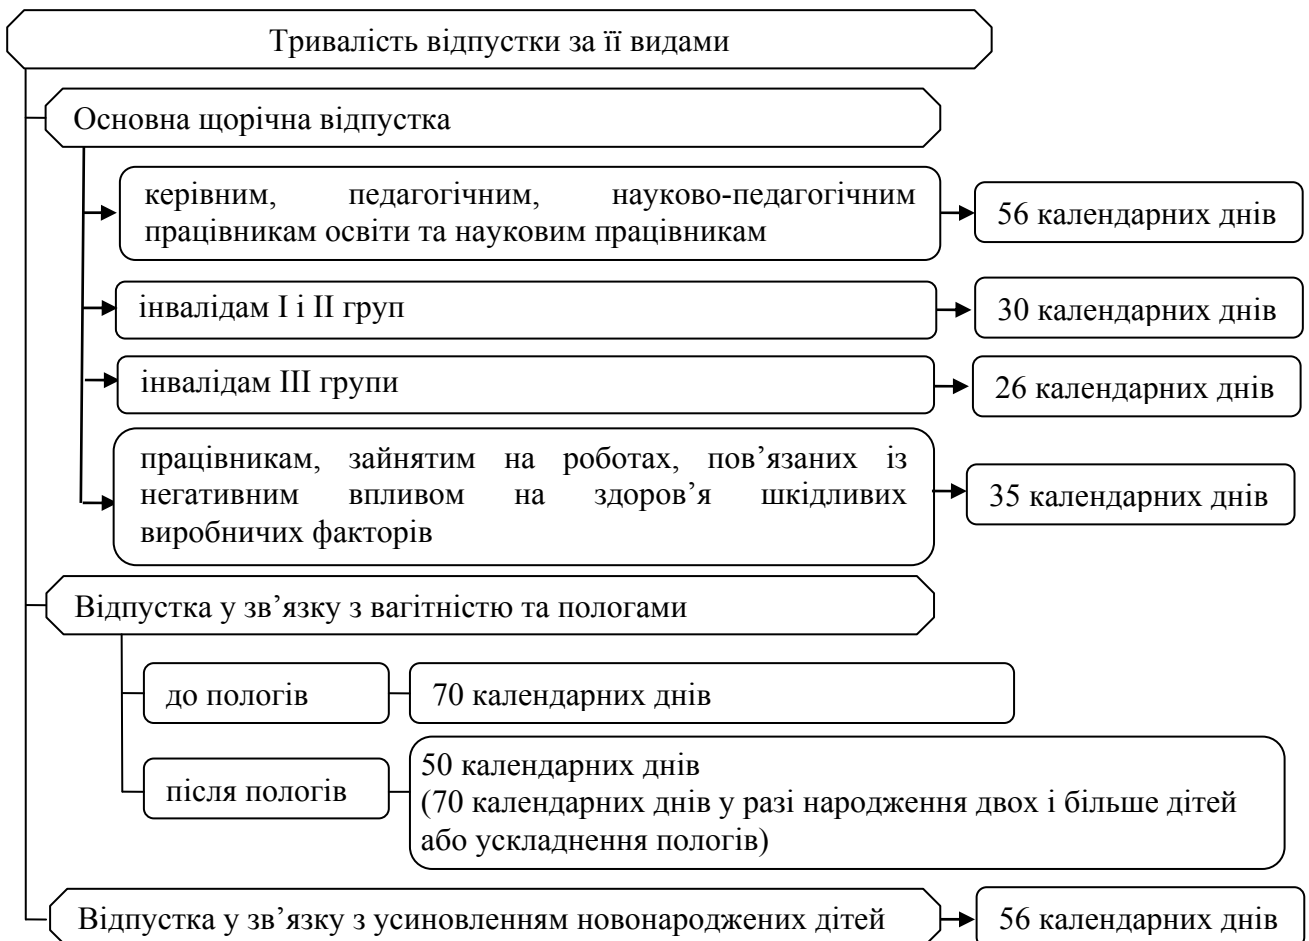 Тривалість відпустки за її видами
Основна щорічна відпустка
керівним, педагогічним, науково-педагогічним
працівникам освіти та науковим працівникам
56 календарних днів
інвалідам І і ІІ груп
30 календарних днів
інвалідам ІІІ групи
26 календарних днів
працівникам, зайнятим на роботах, пов’язаних із
негативним впливом на здоров’я шкідливих
виробничих факторів
35 календарних днів
Відпустка у зв’язку з вагітністю та пологами
до пологів
70 календарних днів
після пологів
50 календарних днів
(70 календарних днів у разі народження двох і більше дітей
або ускладнення пологів)
Відпустка у зв’язку з усиновленням новонароджених дітей
56 календарних днів